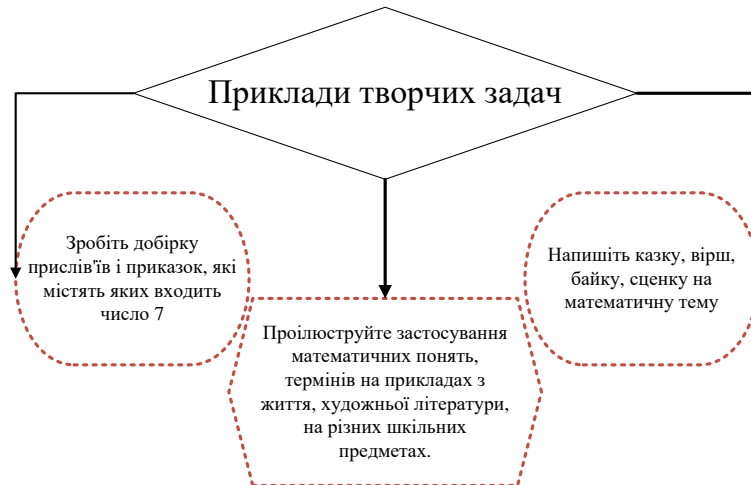 Приклади творчих задач
Зробіть добірку
прислів'їв і приказок, які
містять яких входить
число 7
Проілюструйте застосування
математичних понять,
термінів на прикладах з
життя, художньої літератури,
на різних шкільних
предметах.
Напишіть казку, вірш,
байку, сценку на
математичну тему